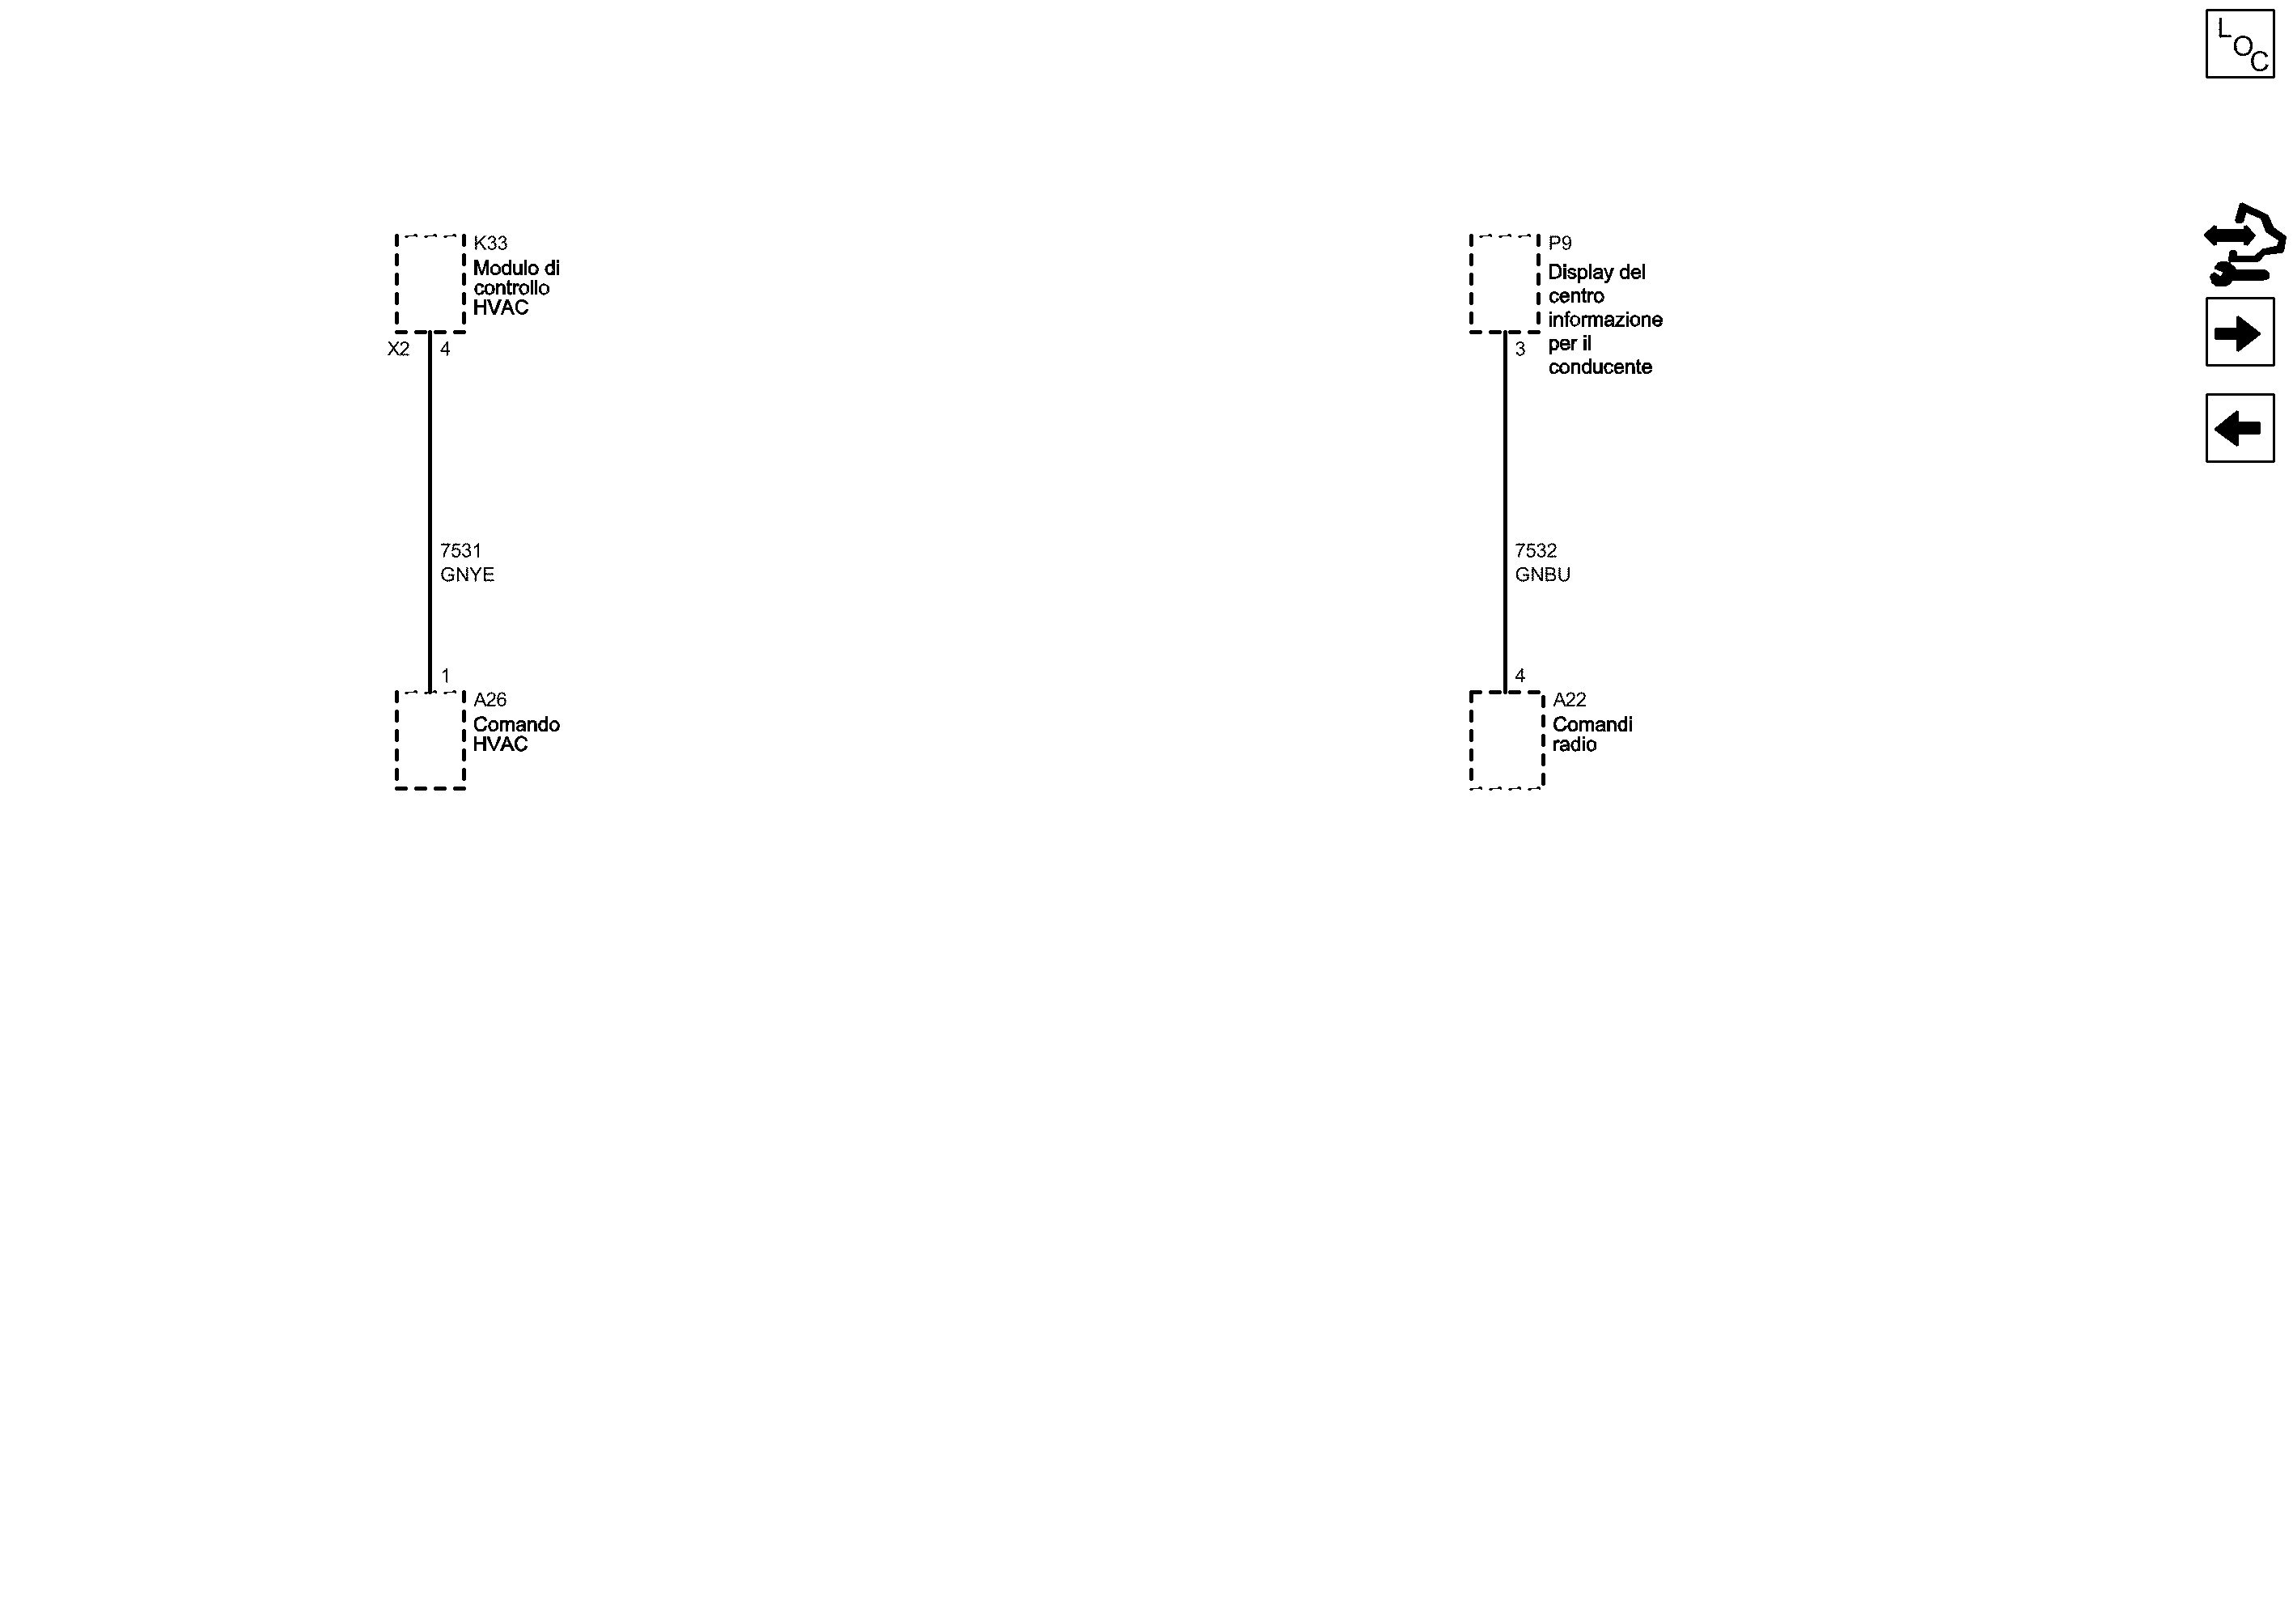 LOC
K33
Modulo di
controllo
HVAC
X2 4
7531
GNYE
1
A26
Comando
HVAC
P9
Display del
centro
informazione
per il
conducente
3
7532
GNBU
4
A22
Comandi
radio